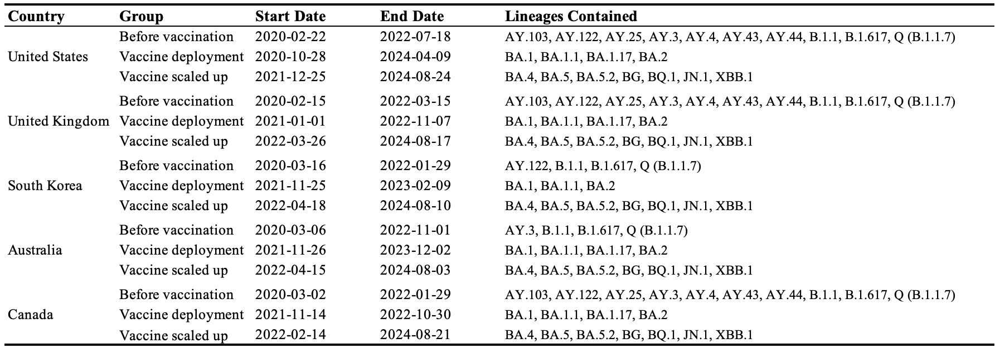 Country Group Start Date End Date Lineages Contained
Before vaccination 2020-02-22 2022-07-18 AY.103, AY.122, AY.25, AY.3, AY.4, AY.43, AY.44, B.1.1, B.1.617, Q (B.1.1.7)
United States Vaccine deployment 2020-10-28 2024-04-09 BA.1, BA.1.1, BA.1.17, BA.2
Vaccine scaled up 2021-12-25 2024-08-24 BA.4, BA.5, BA.5.2, BG, BQ.1, JN.1, XBB.1
Before vaccination 2020-02-15 2022-03-15 AY.103, AY.122, AY.25, AY.3, AY.4, AY.43, AY.44, B.1.1, B.1.617, Q (B.1.1.7)
United Kingdom Vaccine deployment 2021-01-01 2022-11-07 BA.1, BA.1.1, BA.1.17, BA.2
Vaccine scaled up 2022-03-26 2024-08-17 BA.4, BA.5, BA.5.2, BG, BQ.1, JN.1, XBB.1
Before vaccination 2020-03-16 2022-01-29 AY.122, B.1.1, B.1.617, Q (B.1.1.7)
South Korea Vaccine deployment 2021-11-25 2023-02-09 BA.1, BA.1.1, BA.2
Vaccine scaled up 2022-04-18 2024-08-10 BA.4, BA.5, BA.5.2, BG, BQ.1, JN.1, XBB.1
Before vaccination 2020-03-06 2022-11-01 AY.3, B.1.1, B.1.617, Q (B.1.1.7)
Australia Vaccine deployment 2021-11-26 2023-12-02 BA.1, BA.1.1, BA.1.17, BA.2
Vaccine scaled up 2022-04-15 2024-08-03 BA.4, BA.5, BA.5.2, BG, BQ.1, JN.1, XBB.1
Before vaccination 2020-03-02 2022-01-29 AY.103, AY.122, AY.25, AY.3, AY.4, AY.43, AY.44, B.1.1, B.1.617, Q (B.1.1.7)
Canada Vaccine deployment 2021-11-14 2022-10-30 BA.1, BA.1.1, BA.1.17, BA.2
Vaccine scaled up 2022-02-14 2024-08-21 BA.4, BA.5, BA.5.2, BG, BQ.1, JN.1, XBB.1